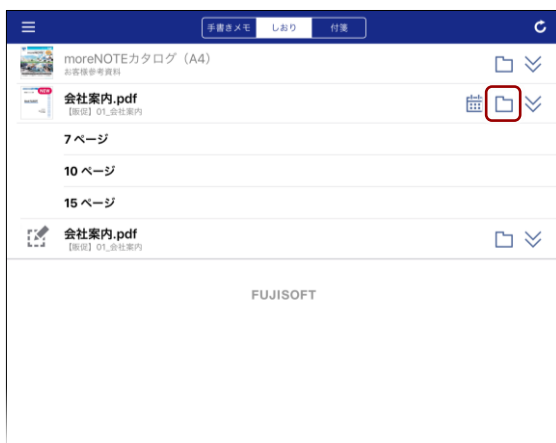 手書きメモ しおり 付箋
moreNOTEカタログ（A4）
お客様参考資料
NEW
会社案内.pdf
【販促】01_会社案内
7 ページ
10 ページ
15 ページ
会社案内.pdf
【販促】01_会社案内
FUJISOFT